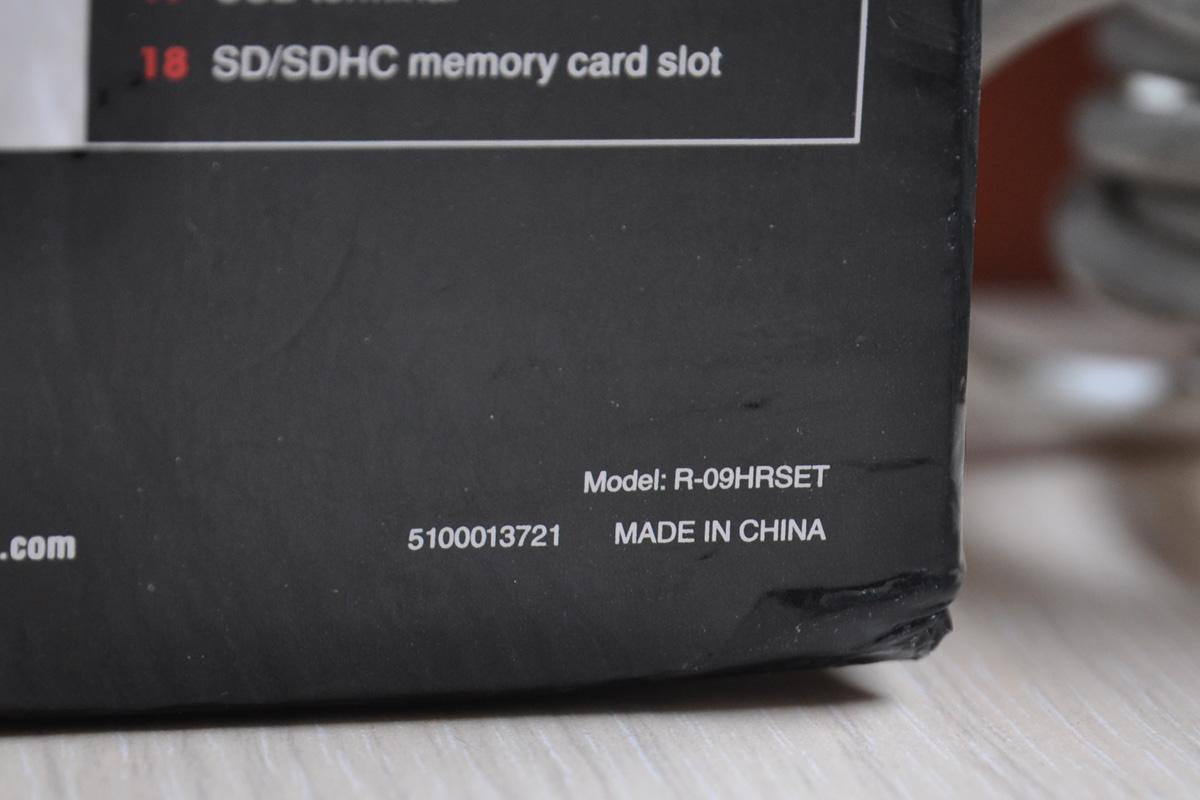 18 SD/SDHC memory card slot
Model: R-09HRSET
.com 5100013721 MADE IN CHINA